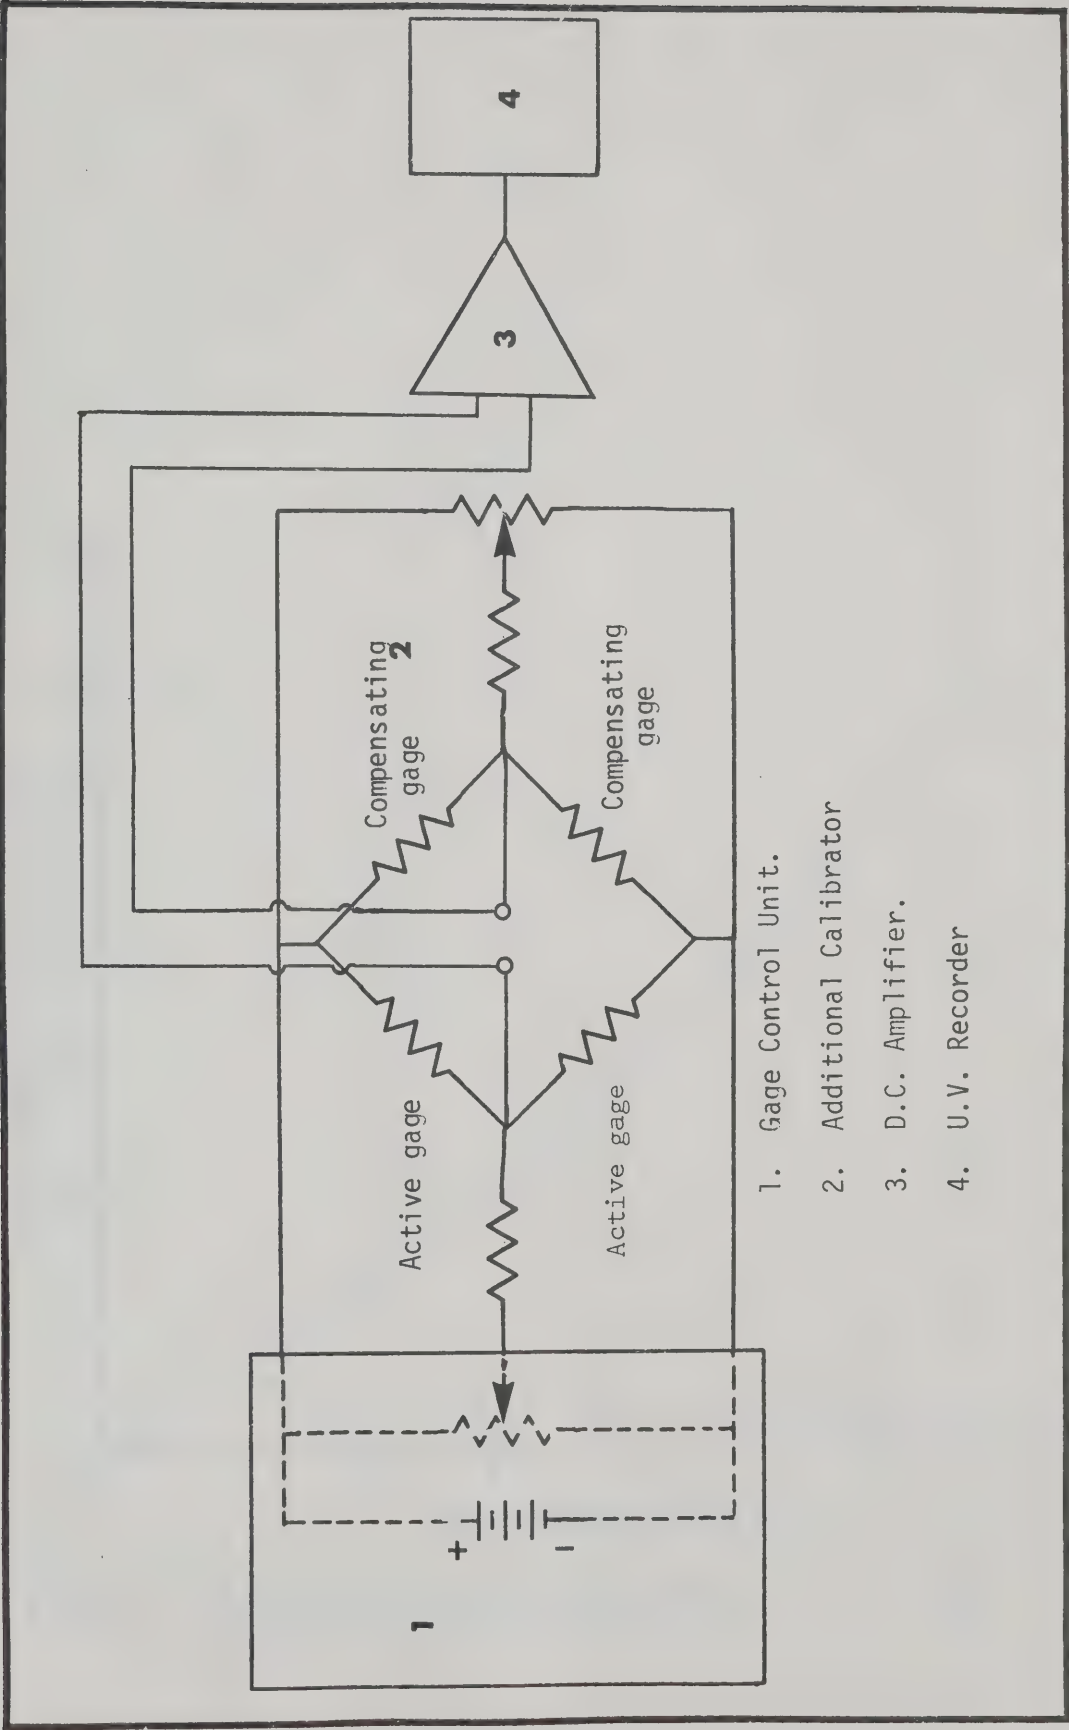 1
+
−
Active gage
Active gage
Compensating
gage
2
Compensating
gage
3
4
1. Gage Control Unit.
2. Additional Calibrator
3. D.C. Amplifier.
4. U.V. Recorder